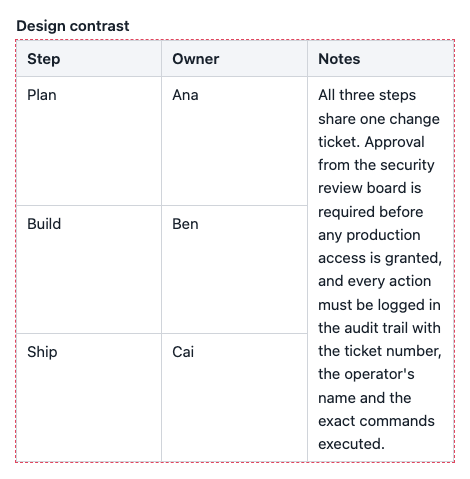 Design contrast
Step Owner Notes
Plan Ana
All three steps
share one change
ticket. Approval
from the security
review board is
required before
any production
access is granted,
and every action
must be logged in
the audit trail with
the ticket number,
the operator's
name and the
exact commands
executed.
Build Ben
Ship Cai